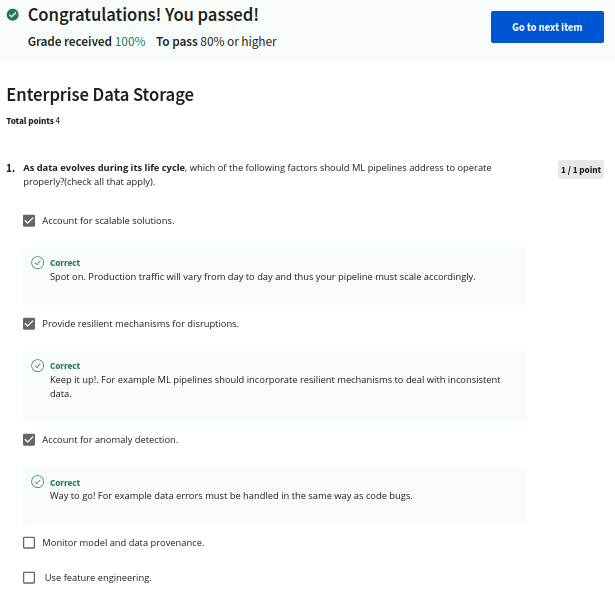 Congratulations! You passed!
Grade received 100% To pass 80% or higher
Go to next item
Enterprise Data Storage
Total points 4
1. As data evolves during its life cycle, which of the following factors should ML pipelines address to operate
properly?(check all that apply).
1 / 1 point
Account for scalable solutions.
Correct
Spot on. Production traffic will vary from day to day and thus your pipeline must scale accordingly.
Provide resilient mechanisms for disruptions.
Correct
Keep it up!. For example ML pipelines should incorporate resilient mechanisms to deal with inconsistent
data.
Account for anomaly detection.
Correct
Way to go! For example data errors must be handled in the same way as code bugs.
Monitor model and data provenance.
Use feature engineering.